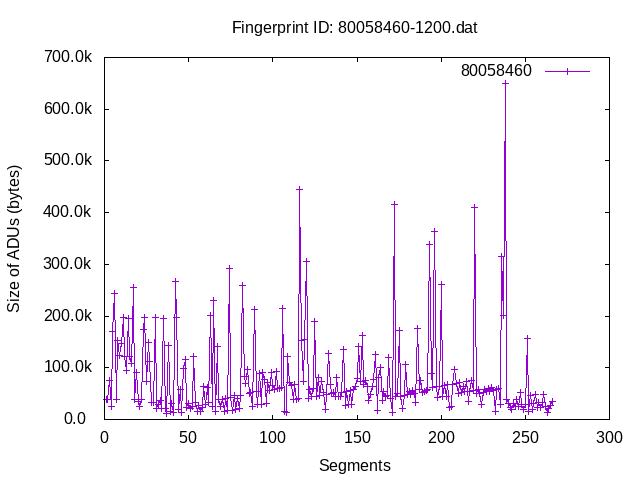 Fingerprint ID: 80058460-1200.dat
700.0k
600.0k
500.0k
400.0k
300.0k
200.0k
100.0k
0.0
80058460
Size of ADUs (bytes)
0 50 100 150 200 250 300
Segments